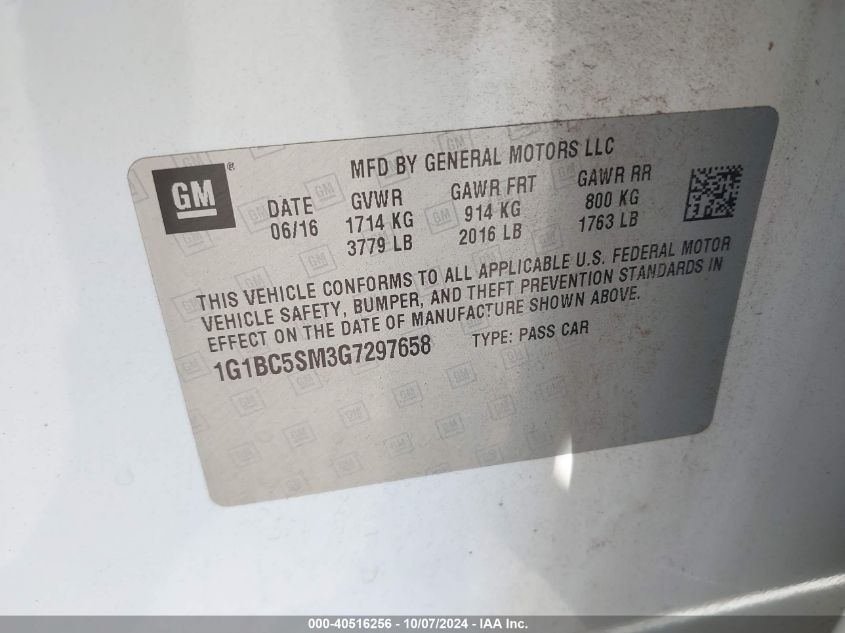 GM®
MFD BY GENERAL MOTORS LLC
DATE GVWR GAWR FRT GAWR RR
06/16 1714 KG 914 KG 800 KG
3779 LB 2016 LB 1763 LB
THIS VEHICLE CONFORMS TO ALL APPLICABLE U.S. FEDERAL MOTOR
VEHICLE SAFETY, BUMPER, AND THEFT PREVENTION STANDARDS IN
EFFECT ON THE DATE OF MANUFACTURE SHOWN ABOVE.
1G1BC5SM3G7297658 TYPE: PASS CAR
000-40516256 - 10/07/2024 - IAA Inc.